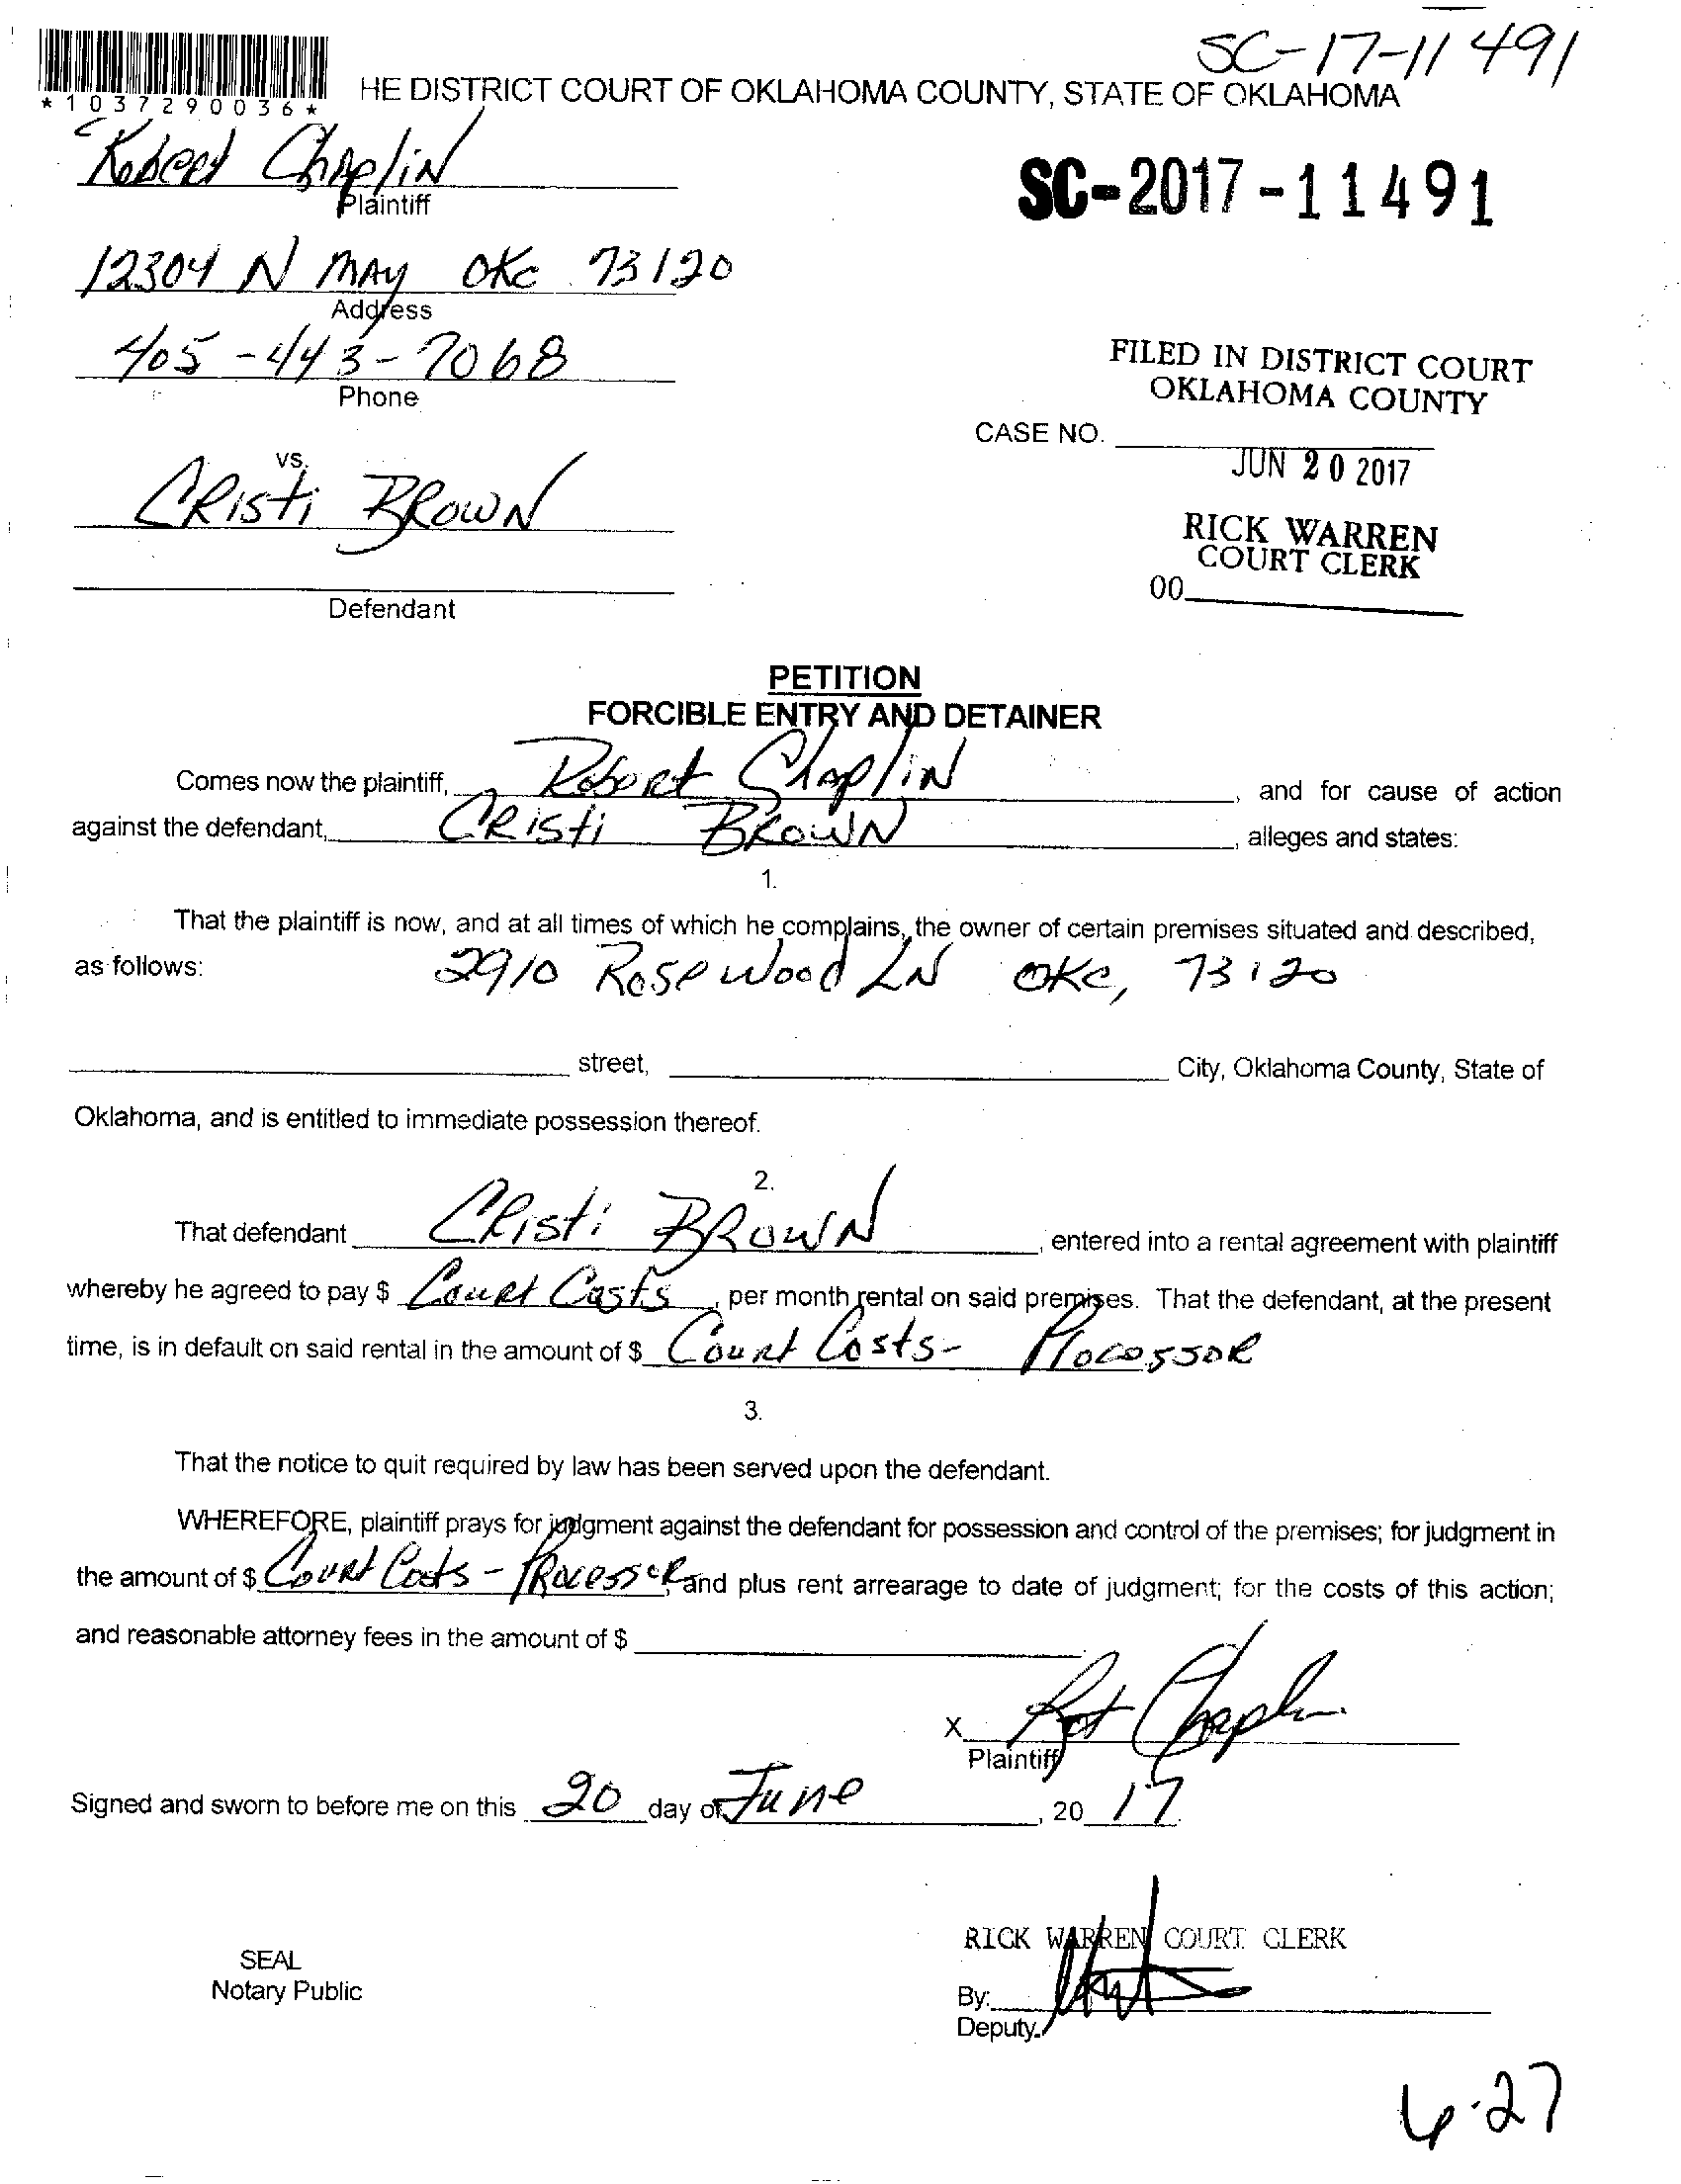 SC-17-11491
*1037290036*
HE DISTRICT COURT OF OKLAHOMA COUNTY, STATE OF OKLAHOMA
Robert Chaplin
Plaintiff
SC-2017-11491
12304 N MAY OKC 73120
Address
405-443-7068
Phone
FILED IN DISTRICT COURT
OKLAHOMA COUNTY
CASE NO.
JUN 20 2017
vs.
CRisti BROWN
RICK WARREN
COURT CLERK
00
Defendant
PETITION
FORCIBLE ENTRY AND DETAINER
Comes now the plaintiff, Robert Chaplin, and for cause of action
against the defendant, CRisti BROWN, alleges and states:
1.
That the plaintiff is now, and at all times of which he complains, the owner of certain premises situated and described,
as follows: 2910 Rosewood LN OKC, 73120
street, City, Oklahoma County, State of
Oklahoma, and is entitled to immediate possession thereof.
2.
That defendant CRisti BROWN, entered into a rental agreement with plaintiff
whereby he agreed to pay $ Court Costs, per month rental on said premises. That the defendant, at the present
time, is in default on said rental in the amount of $ Court Costs- Processor
3.
That the notice to quit required by law has been served upon the defendant.
WHEREFORE, plaintiff prays for judgment against the defendant for possession and control of the premises; for judgment in
the amount of $ Court Costs - Processor, and plus rent arrearage to date of judgment; for the costs of this action;
and reasonable attorney fees in the amount of $
X Robt Chaplin
Plaintiff
Signed and sworn to before me on this 20 day of June, 20 17.
RICK WARREN COURT CLERK
SEAL
Notary Public
By:
Deputy.
6-27